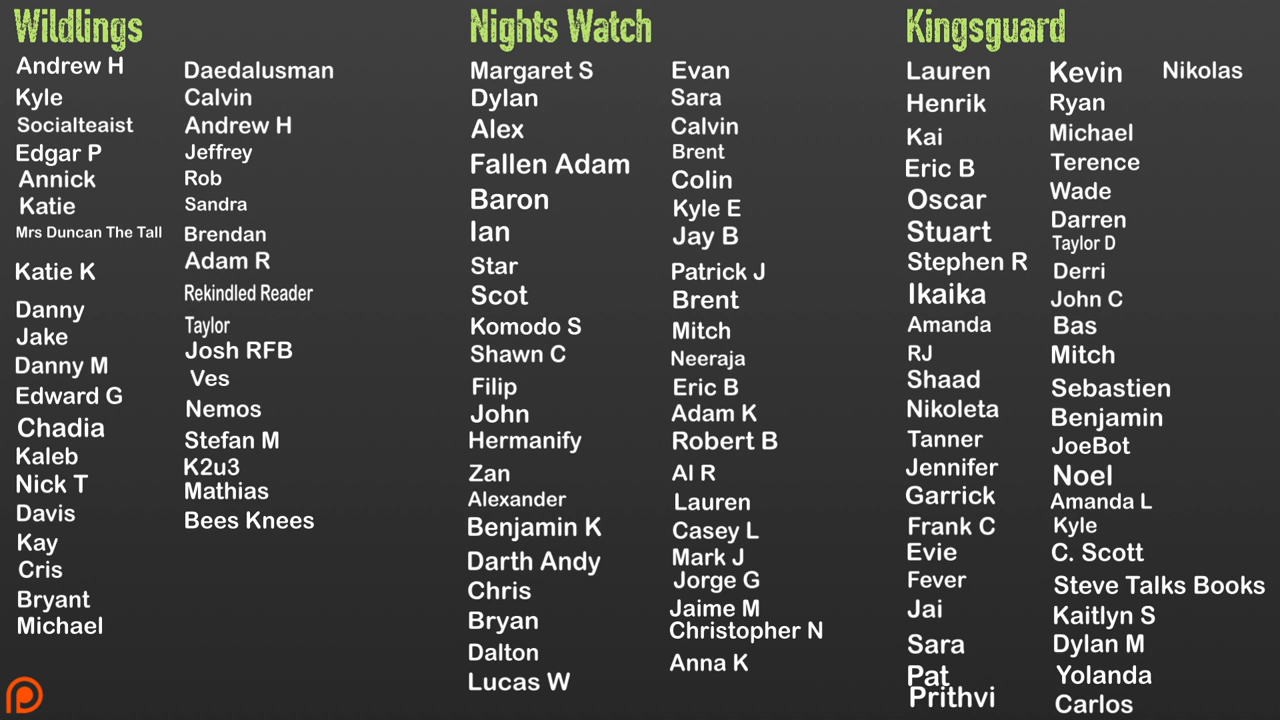 Wildlings
Andrew H
Kyle
Socialteaist
Edgar P
Annick
Katie
Mrs Duncan The Tall
Katie K
Danny
Jake
Danny M
Edward G
Chadia
Kaleb
Nick T
Davis
Kay
Cris
Bryant
Michael
Daedalusman
Calvin
Andrew H
Jeffrey
Rob
Sandra
Brendan
Adam R
Rekindled Reader
Taylor
Josh RFB
Ves
Nemos
Stefan M
K2u3
Mathias
Bees Knees
Nights Watch
Margaret S
Dylan
Alex
Fallen Adam
Baron
Ian
Star
Scot
Komodo S
Shawn C
Filip
John
Hermanify
Zan
Alexander
Benjamin K
Darth Andy
Chris
Bryan
Dalton
Lucas W
Evan
Sara
Calvin
Brent
Colin
Kyle E
Jay B
Patrick J
Brent
Mitch
Neeraja
Eric B
Adam K
Robert B
Al R
Lauren
Casey L
Mark J
Jorge G
Jaime M
Christopher N
Anna K
Kingsguard
Lauren
Henrik
Kai
Eric B
Oscar
Stuart
Stephen R
Ikaika
Amanda
RJ
Shaad
Nikoleta
Tanner
Jennifer
Garrick
Frank C
Evie
Fever
Jai
Sara
Pat
Prithvi
Kevin
Ryan
Michael
Terence
Wade
Darren
Taylor D
Derri
John C
Bas
Mitch
Sebastien
Benjamin
JoeBot
Noel
Amanda L
Kyle
C. Scott
Steve Talks Books
Kaitlyn S
Dylan M
Yolanda
Carlos
Nikolas